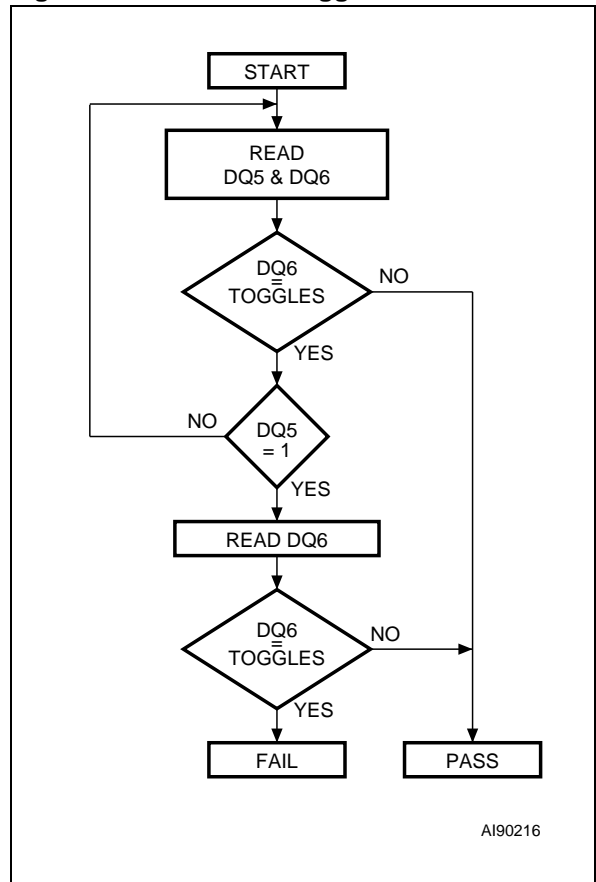 START
READ
DQ5 & DQ6
DQ6
=
TOGGLES
NO
YES
NO
DQ5
= 1
YES
READ DQ6
DQ6
=
TOGGLES
NO
YES
FAIL
PASS
AI90216